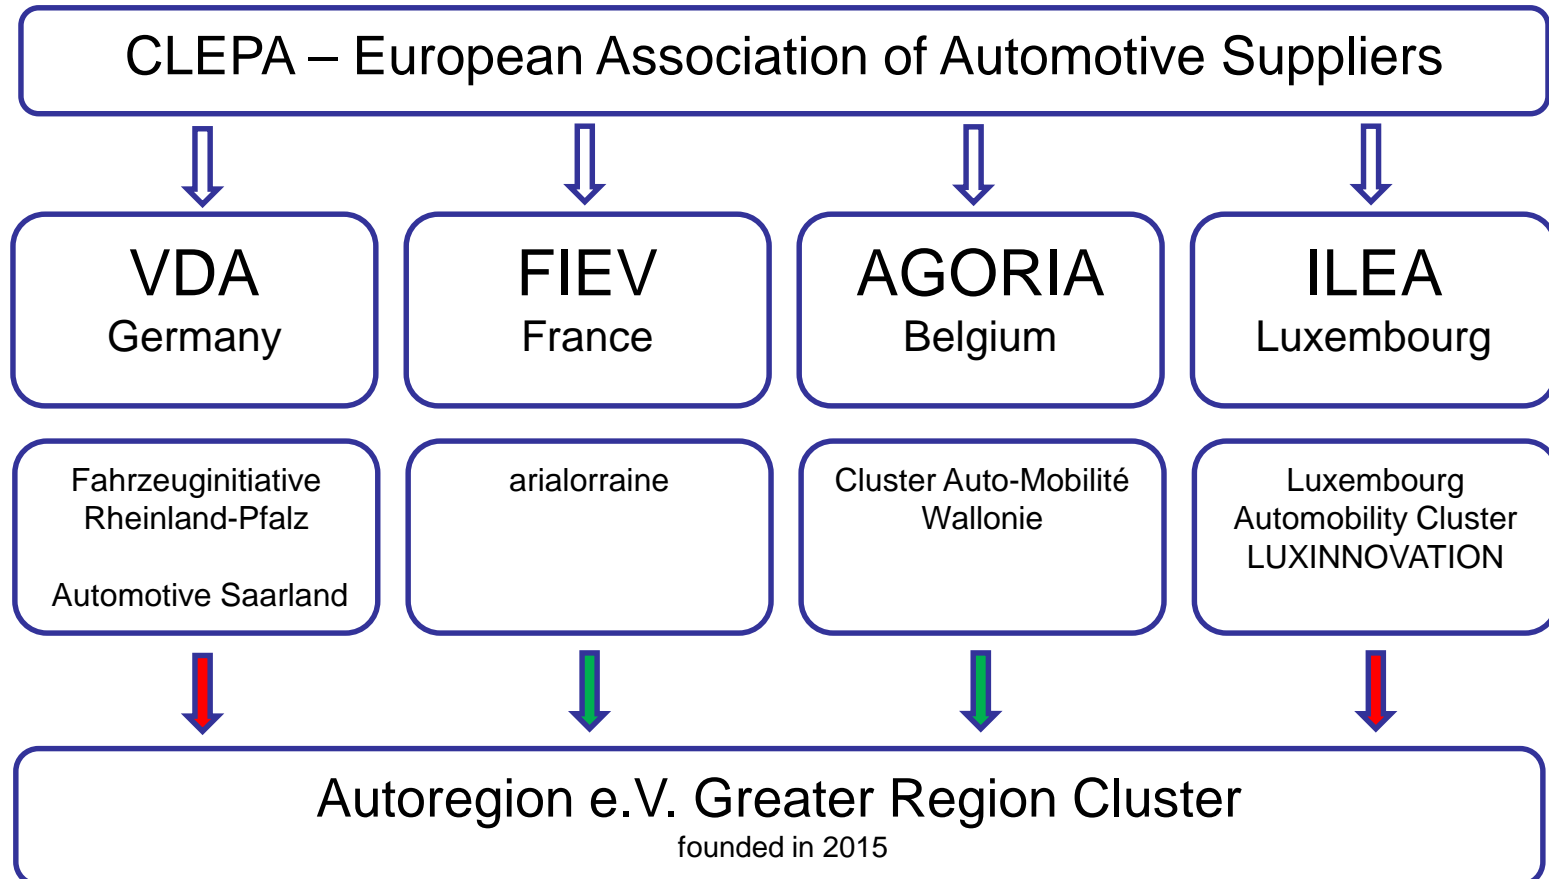 CLEPA – European Association of Automotive Suppliers
VDA
Germany
FIEV
France
AGORIA
Belgium
ILEA
Luxembourg
Fahrzeuginitiative
Rheinland-Pfalz
Automotive Saarland
arialorraine
Cluster Auto-Mobilité
Wallonie
Luxembourg
Automobility Cluster
LUXINNOVATION
Autoregion e.V. Greater Region Cluster
founded in 2015